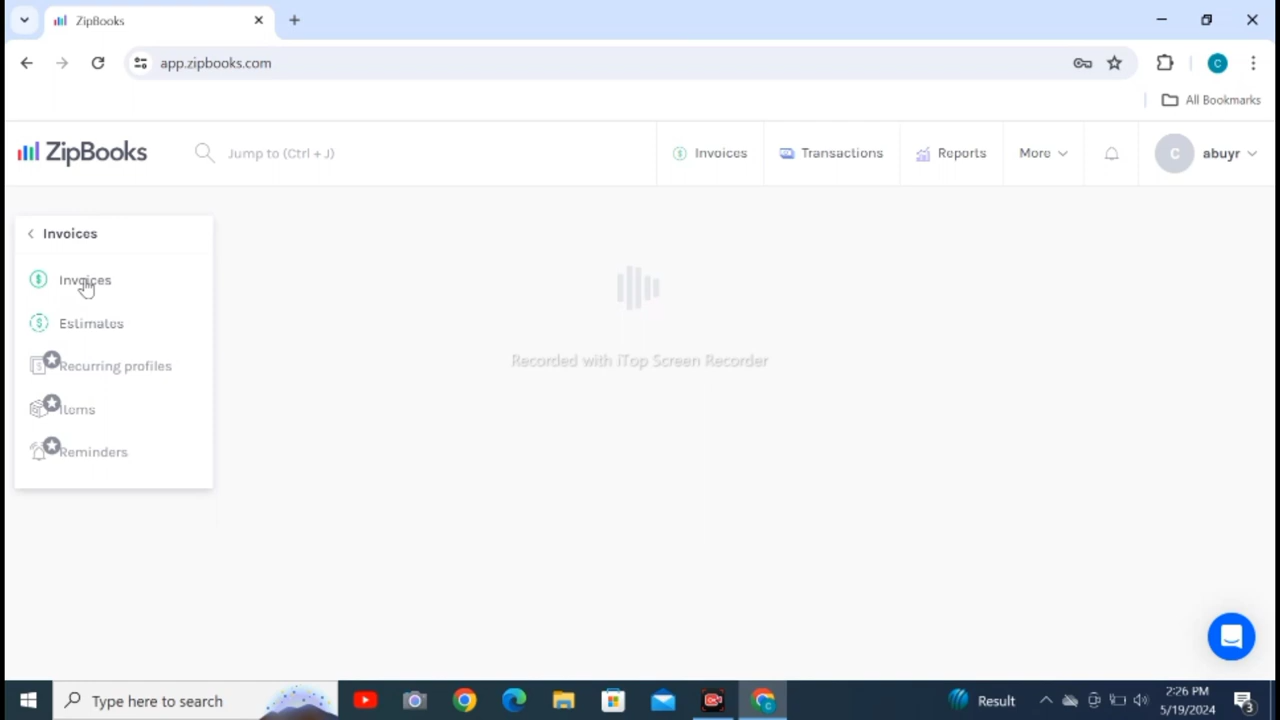 ZipBooks
app.zipbooks.com
All Bookmarks
ZipBooks
Jump to (Ctrl + J)
Invoices
Transactions
Reports
More
C
abuyr
Invoices
Invoices
Estimates
Recurring profiles
Items
Reminders
Recorded with iTop Screen Recorder
Type here to search
Result
2:26 PM
5/19/2024
3